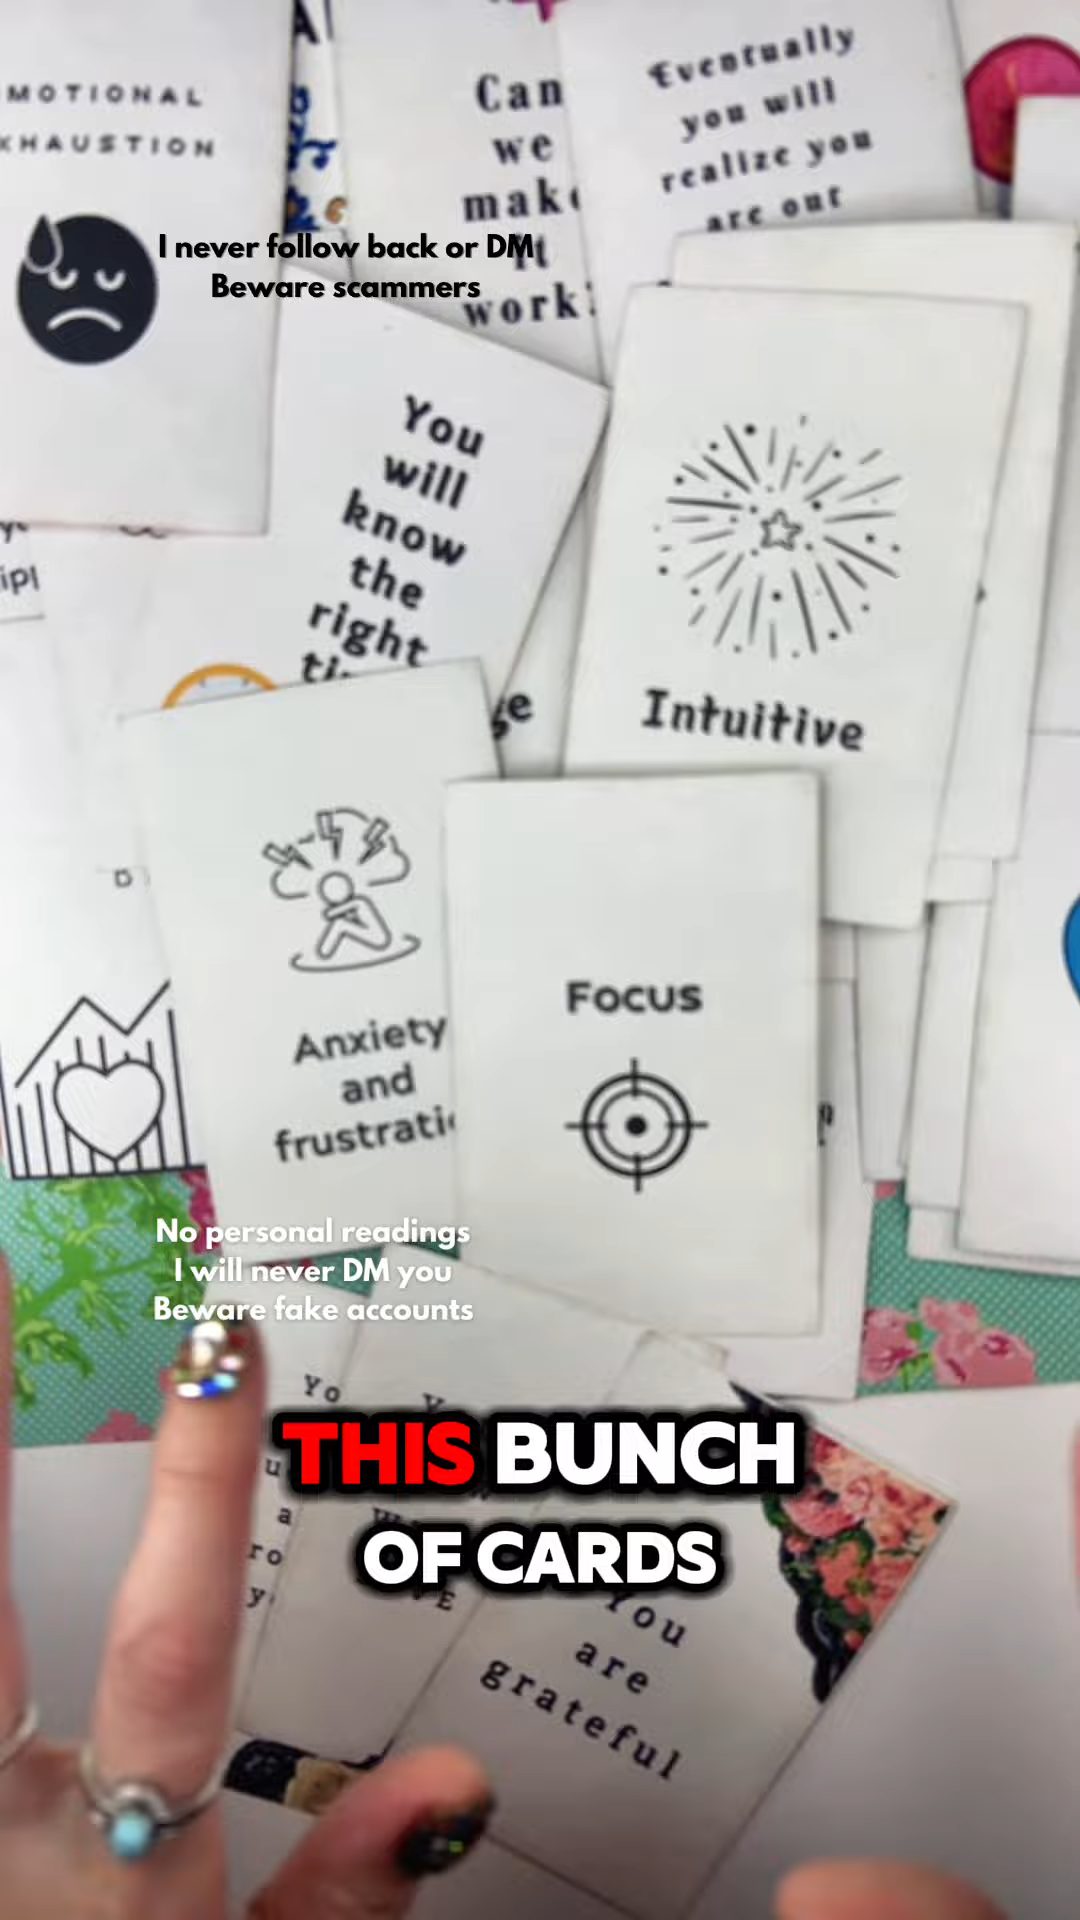 MOTIONAL
XHAUSTION
Can
we
make
it
work?
Eventually
you will
realize you
are out
I never follow back or DM
Beware scammers
You
will
know
the
right
Intuitive
Anxiety
and
Focus
No personal readings
I will never DM you
Beware fake accounts
THIS BUNCH
OF CARDS
You
are
grateful